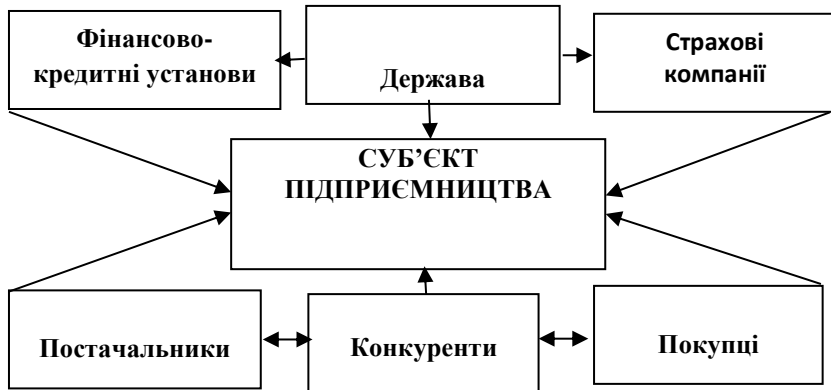 Фінансово-
кредитні установи
Держава
Страхові
компанії
СУБ’ЄКТ
ПІДПРИЄМНИЦТВА
Постачальники
Конкуренти
Покупці